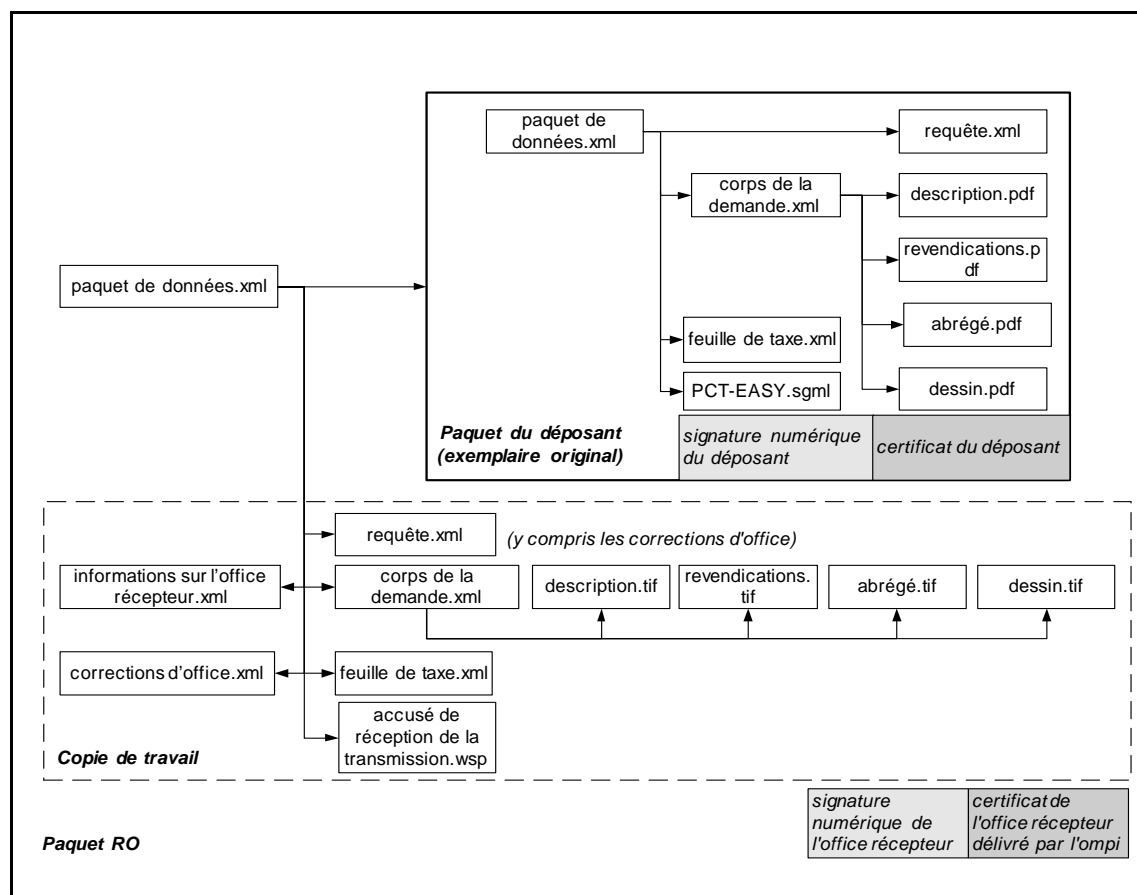 paquet de
données.xml
requête.xml
corps de la
demande.xml
description.pdf
revendications.p
df
paquet de données.xml
abrégé.pdf
feuille de taxe.xml
PCT-EASY.sgml
dessin.pdf
Paquet du déposant
(exemplaire original)
signature numérique
du déposant
certificat du déposant
requête.xml
(y compris les corrections d'office)
informations sur l’office
récepteur.xml
corps de la
demande.xml
description.tif
revendications.
tif
abrégé.tif
dessin.tif
corrections d’office.xml
feuille de taxe.xml
accusé de
réception de la
transmission.wsp
Copie de travail
signature
numérique de
l'office récepteur
certificat de
l'office récepteur
délivré par l'ompi
Paquet RO